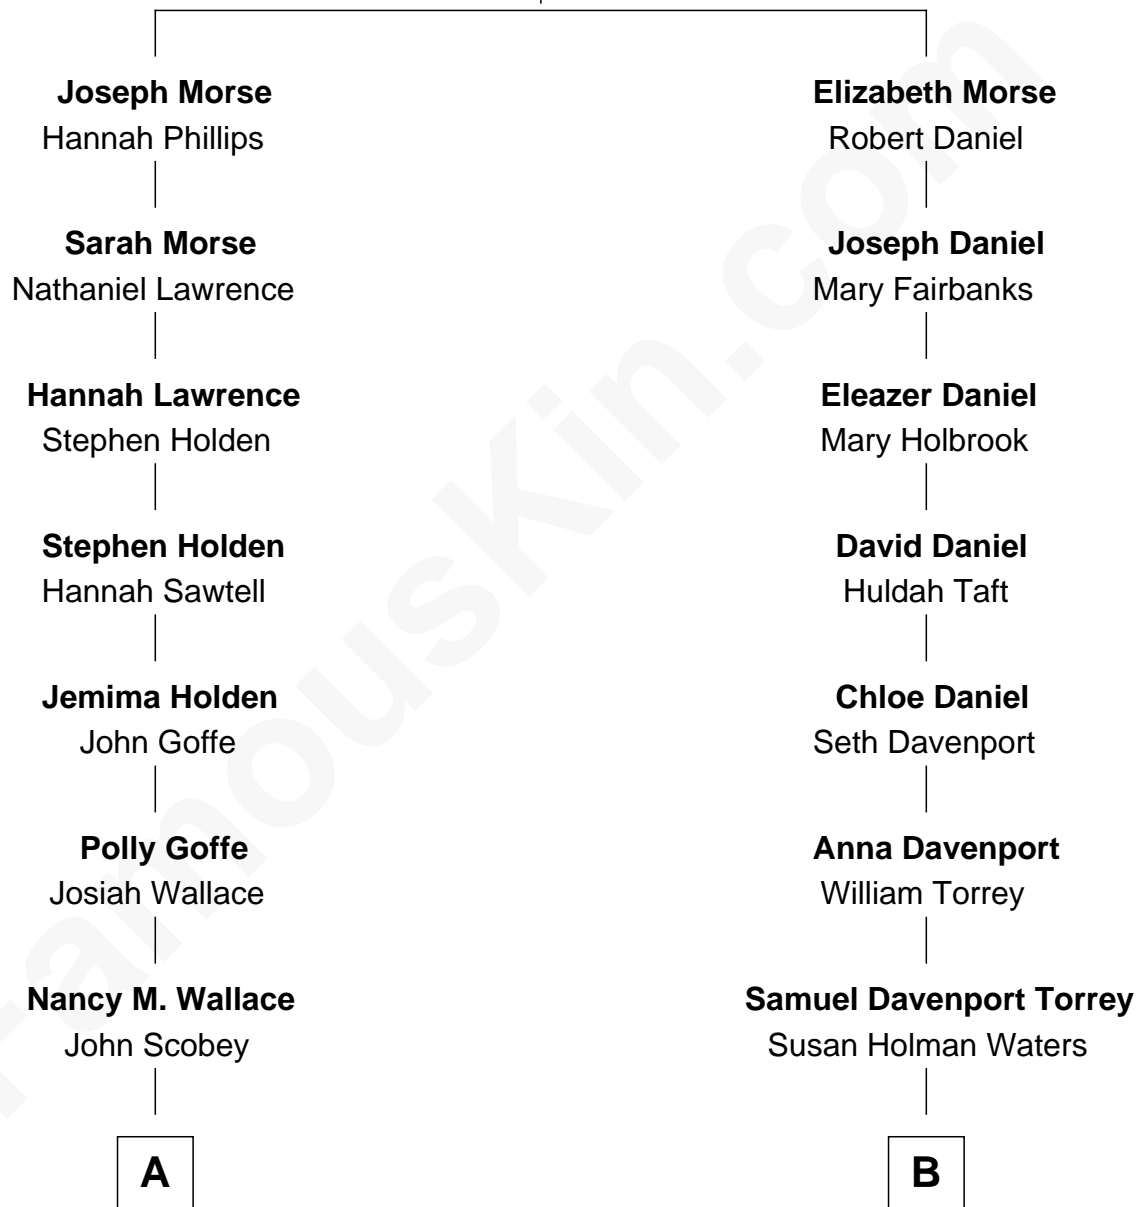 Joseph Morse
Hannah Phillips
Sarah Morse
Nathaniel Lawrence
Hannah Lawrence
Stephen Holden
Stephen Holden
Hannah Sawtell
Jemima Holden
John Goffe
Polly Goffe
Josiah Wallace
Nancy M. Wallace
John Scobey
A
Elizabeth Morse
Robert Daniel
Joseph Daniel
Mary Fairbanks
Eleazer Daniel
Mary Holbrook
David Daniel
Huldah Taft
Chloe Daniel
Seth Davenport
Anna Davenport
William Torrey
Samuel Davenport Torrey
Susan Holman Waters
B
FamousKin.com